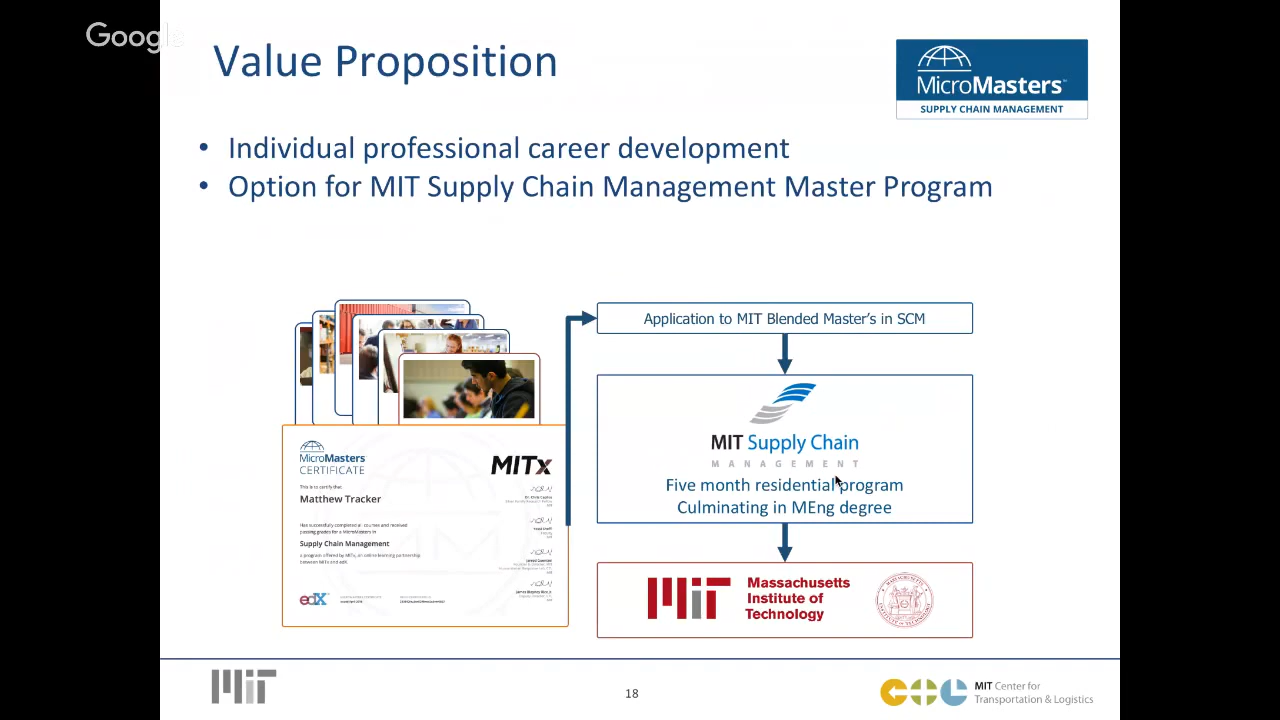 Google
Value Proposition
MicroMasters™
SUPPLY CHAIN MANAGEMENT
• Individual professional career development
• Option for MIT Supply Chain Management Master Program
Application to MIT Blended Master's in SCM
MIT Supply Chain
MANAGEMENT
Five month residential program
Culminating in MEng degree
MicroMasters
CERTIFICATE
MITx
This is to certify that
Matthew Tracker
Has successfully completed all courses and received
passing grades for a MicroMasters in
Supply Chain Management
a program offered by MITx, an online learning partnership
between MITx and edX
edX
MIT
Massachusetts
Institute of
Technology
MIT
18
MIT Center for
Transportation & Logistics